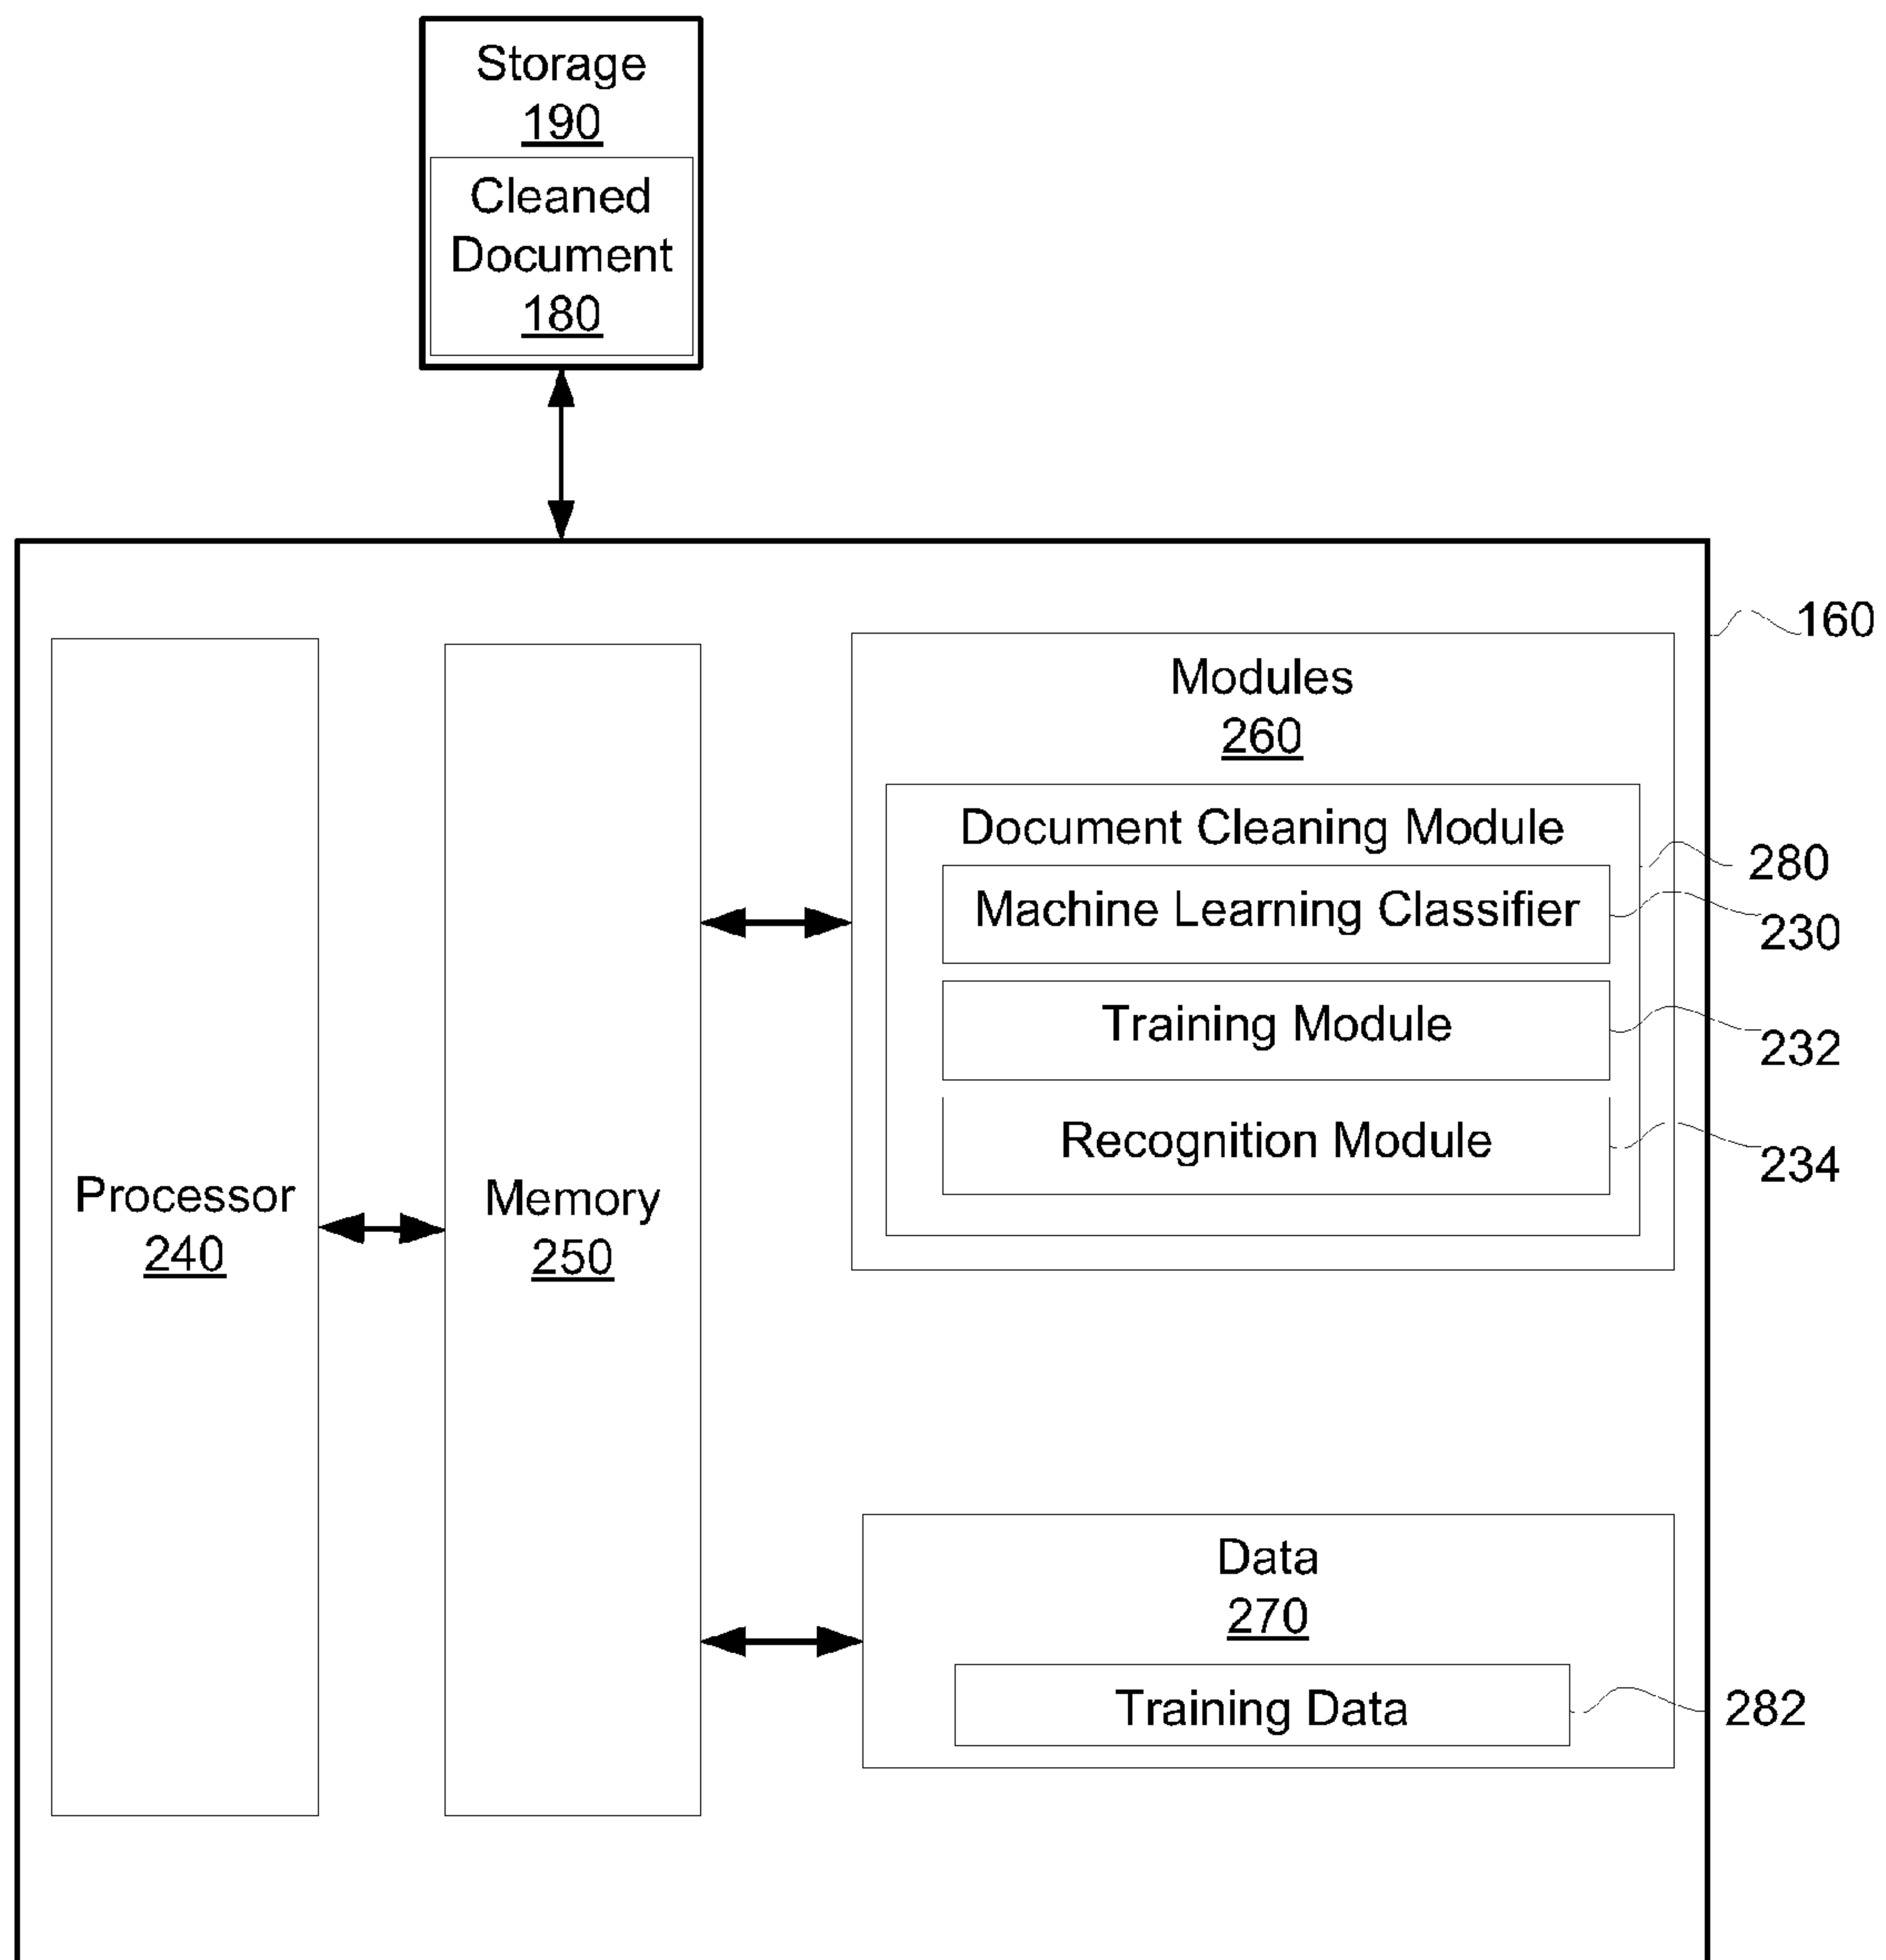 Storage
190
Cleaned
Document
180
160
Modules
260
Document Cleaning Module
280
Machine Learning Classifier
230
Training Module
232
Recognition Module
234
Processor
240
Memory
250
Data
270
Training Data
282